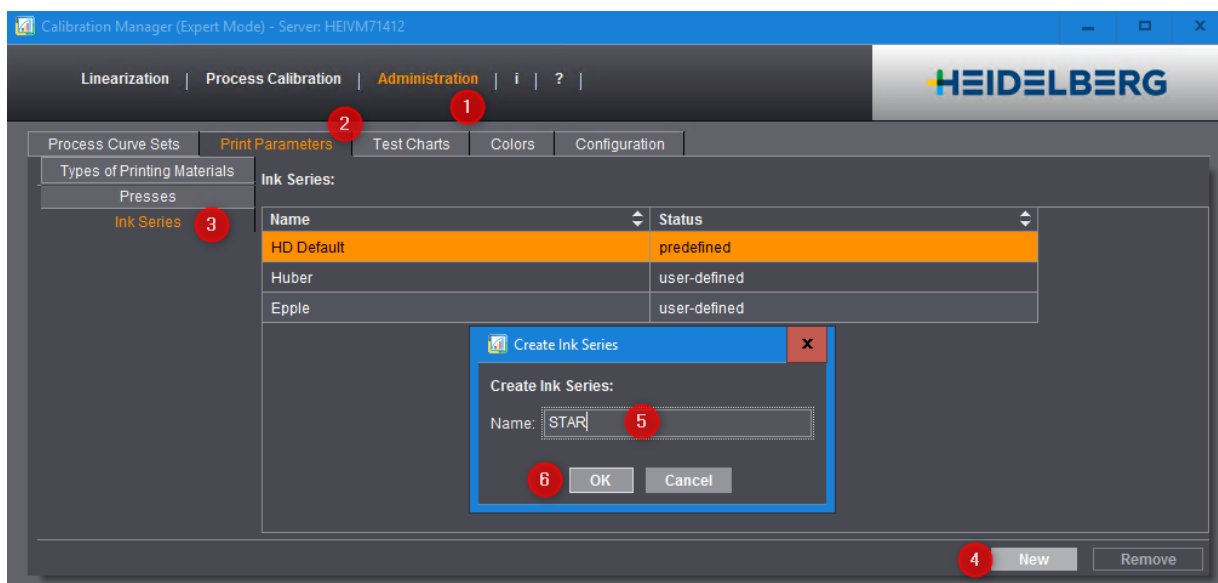 Calibration Manager (Expert Mode) - Server: HEIVM71412
Linearization | Process Calibration | Administration | i | ? |
HEIDELBERG
1
2
Process Curve Sets Print Parameters Test Charts Colors Configuration
Types of Printing Materials
Presses
Ink Series 3
Ink Series:
Name Status
HD Default predefined
Huber user-defined
Epple user-defined
Create Ink Series x
Create Ink Series:
Name: STAR 5
6 OK Cancel
4 New Remove